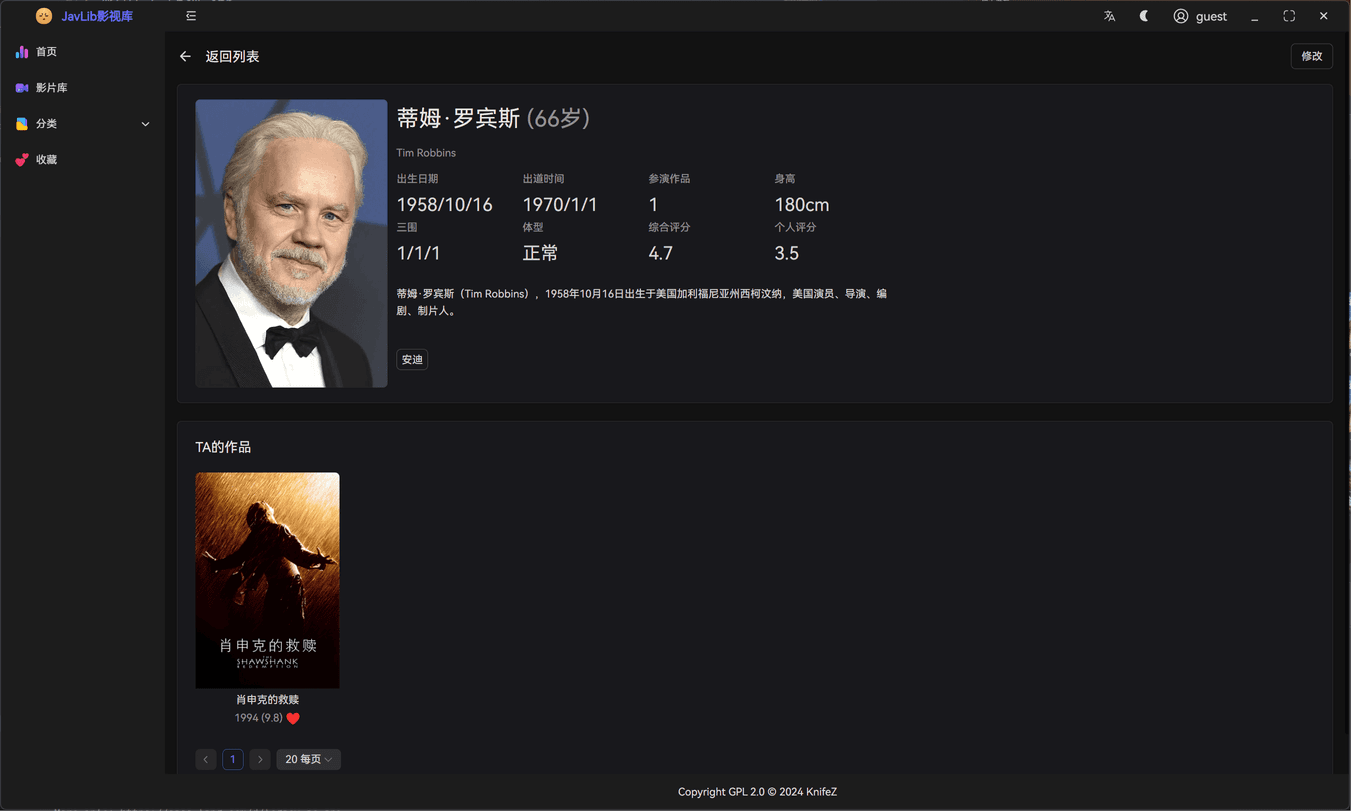 JavLib影视库
guest
首页
影片库
分类
收藏
返回列表
修改
蒂姆·罗宾斯 (66岁)
Tim Robbins
出生日期 出道时间 参演作品 身高
1958/10/16 1970/1/1 1 180cm
三围 体型 综合评分 个人评分
1/1/1 正常 4.7 3.5
蒂姆·罗宾斯（Tim Robbins），1958年10月16日出生于美国加利福尼亚州西柯汶纳，美国演员、导演、编
剧、制片人。
安迪
TA的作品
肖申克的救赎
THE
SHAWSHANK
REDEMPTION
肖申克的救赎
1994 (9.8)
1
20 每页
Copyright GPL 2.0 © 2024 KnifeZ